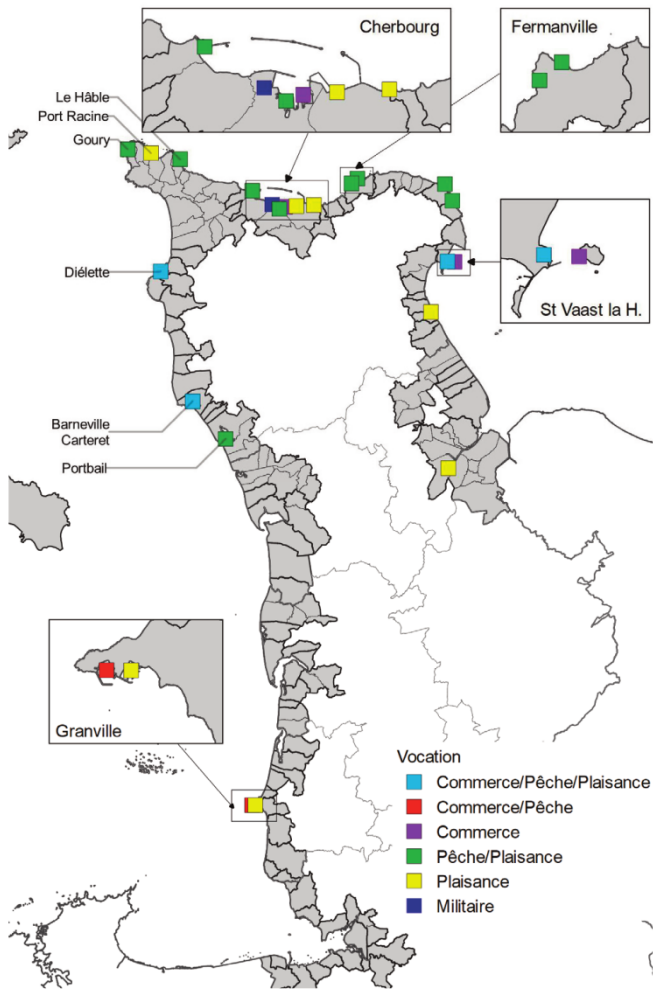 Cherbourg
Fermanville
Le Hâble
Port Racine
Goury
Diélette
St Vaast la H.
Barneville
Carteret
Portbail
Granville
Vocation
Commerce/Pêche/Plaisance
Commerce/Pêche
Commerce
Pêche/Plaisance
Plaisance
Militaire